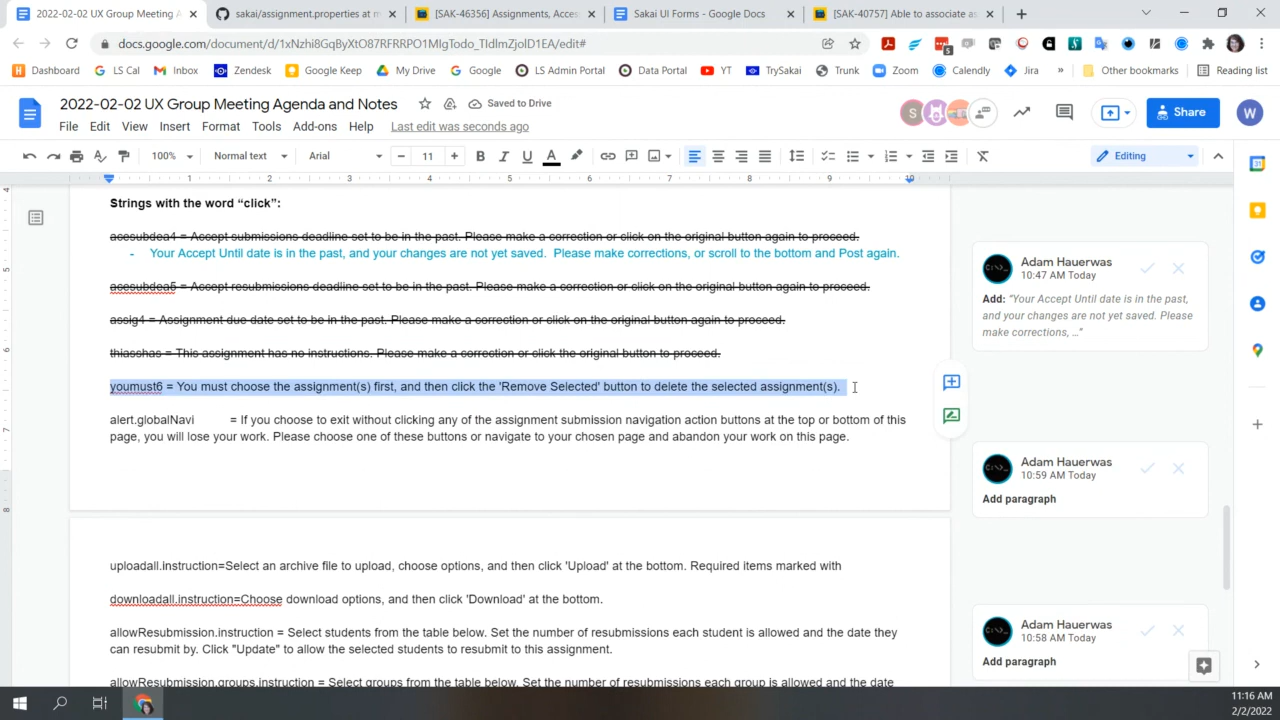 2022-02-02 UX Group Meeting A
sakai/assignment.properties at m
[SAK-46356] Assignments, Acces
Sakai UI Forms - Google Docs
[SAK-40757] Able to associate as
docs.google.com/document/d/1xNzhi8GqByXtO87RFRRPO1MIgTodo_TIdlmZjolD1EA/edit#
5
Dashboard
LS Cal
Inbox
Zendesk
Google Keep
My Drive
Google
LS Admin Portal
Data Portal
YT
TrySakai
Trunk
Zoom
Calendly
Jira
»
Other bookmarks
Reading list
2022-02-02 UX Group Meeting Agenda and Notes
Saved to Drive
S
Share
W
File Edit View Insert Format Tools Add-ons Help Last edit was seconds ago
100% Normal text Arial 11 B I U A Editing
1 2 3 4 5 6 7 8 9 10
Strings with the word “click”:
acesubdea4 = Accept submissions deadline set to be in the past. Please make a correction or click on the original button again to proceed.
- Your Accept Until date is in the past, and your changes are not yet saved. Please make corrections, or scroll to the bottom and Post again.
acesubdea5 = Accept resubmissions deadline set to be in the past. Please make a correction or click on the original button again to proceed.
assig4 = Assignment due date set to be in the past. Please make a correction or click on the original button again to proceed.
thiasshas = This assignment has no instructions. Please make a correction or click the original button to proceed.
youmust6 = You must choose the assignment(s) first, and then click the 'Remove Selected' button to delete the selected assignment(s).
alert.globalNavi = If you choose to exit without clicking any of the assignment submission navigation action buttons at the top or bottom of this
page, you will lose your work. Please choose one of these buttons or navigate to your chosen page and abandon your work on this page.
uploadall.instruction=Select an archive file to upload, choose options, and then click 'Upload' at the bottom. Required items marked with
downloadall.instruction=Choose download options, and then click 'Download' at the bottom.
allowResubmission.instruction = Select students from the table below. Set the number of resubmissions each student is allowed and the date they
can resubmit by. Click "Update" to allow the selected students to resubmit to this assignment.
allowResubmission.groups.instruction = Select groups from the table below. Set the number of resubmissions each group is allowed and the date
Adam Hauerwas
10:47 AM Today
Add: “Your Accept Until date is in the past,
and your changes are not yet saved. Please
make corrections, …”
Adam Hauerwas
10:59 AM Today
Add paragraph
Adam Hauerwas
10:58 AM Today
Add paragraph
11:16 AM
2/2/2022